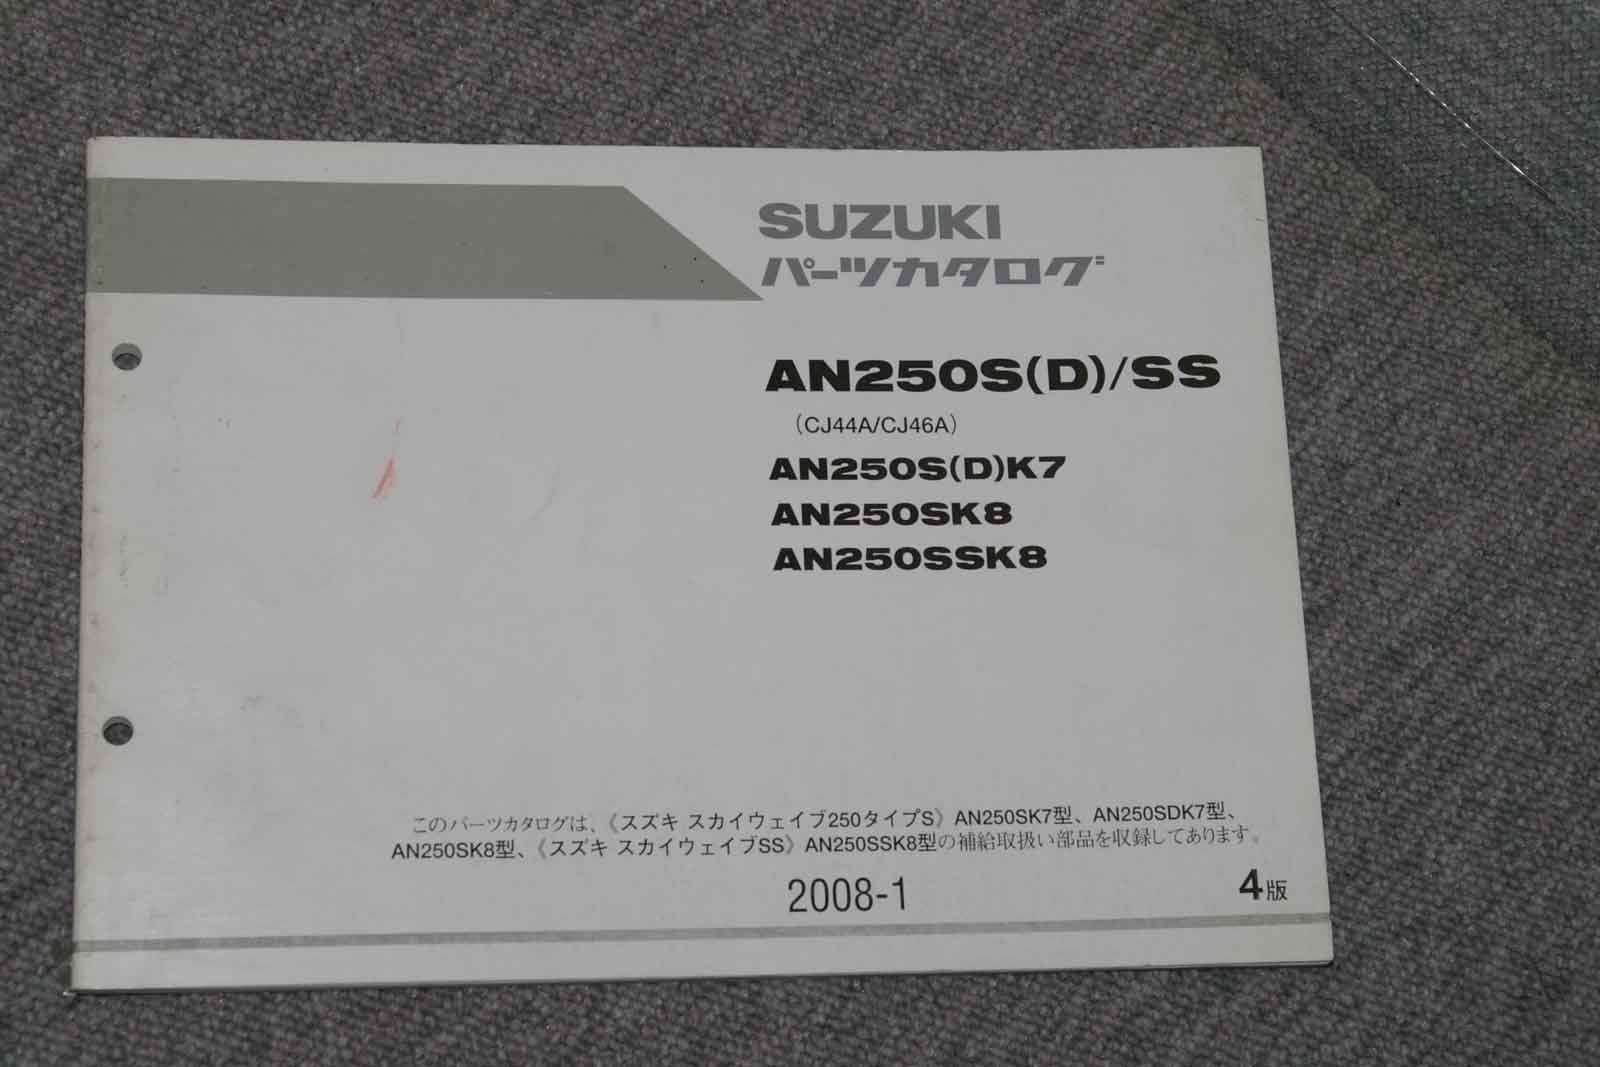 SUZUKI
パーツカタログ
AN250S(D)/SS
(CJ44A/CJ46A)
AN250S(D)K7
AN250SK8
AN250SSK8
このパーツカタログは、《スズキ スカイウェイブ250タイプS》AN250SK7型、AN250SDK7型、
AN250SK8型、《スズキ スカイウェイブSS》AN250SSK8型の補給取扱い部品を収録してあります。
2008-1
4版